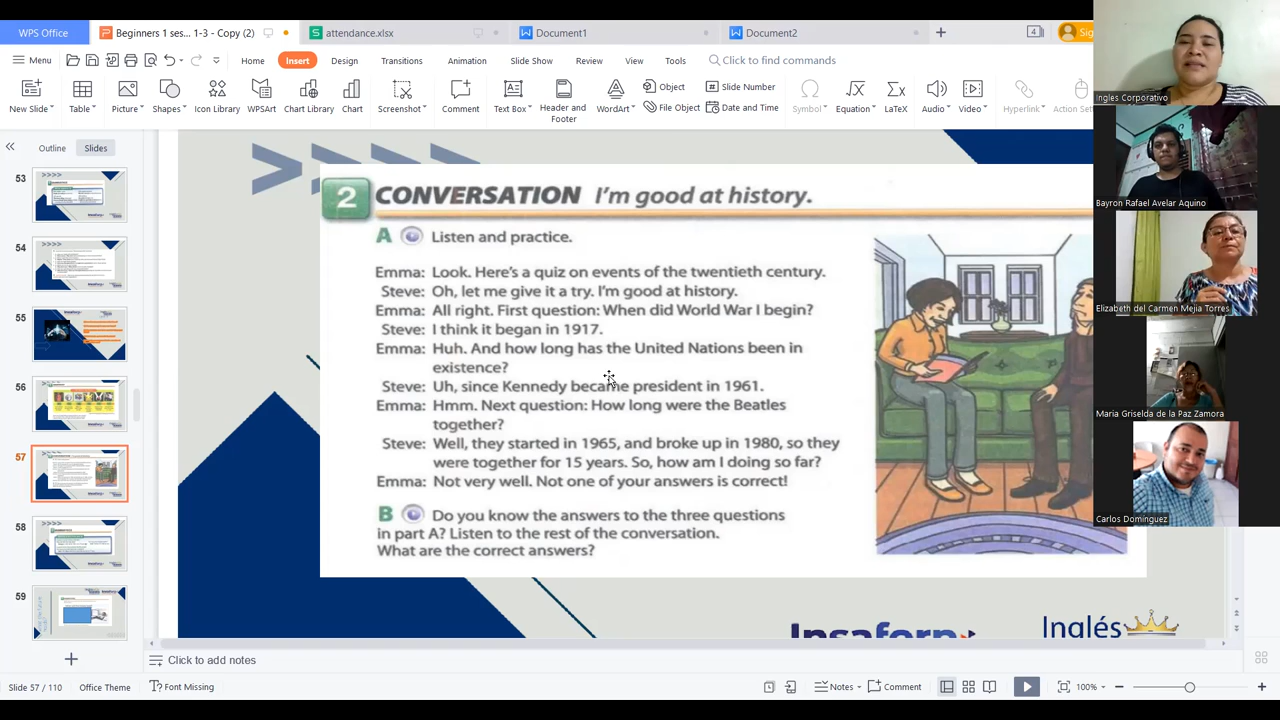 WPS Office
Beginners 1 ses... 1-3 - Copy (2)
attendance.xlsx
Document1
Document2
Menu
Home
Insert
Design
Transitions
Animation
Slide Show
Review
View
Tools
Click to find commands
New Slide
Table
Picture
Shapes
Icon Library
WPSArt
Chart Library
Chart
Screenshot
Comment
Text Box
Header and
Footer
WordArt
Object
File Object
Slide Number
Date and Time
Symbol
Equation
LaTeX
Audio
Video
Hyperlink
Action
Outline
Slides
53
54
55
56
57
58
59
>>>>
2 CONVERSATION I'm good at history.
A Listen and practice.
Emma: Look. Here's a quiz on events of the twentieth century.
Steve: Oh, let me give it a try. I'm good at history.
Emma: All right. First question: When did World War I begin?
Steve: I think it began in 1917.
Emma: Huh. And how long has the United Nations been in
existence?
Steve: Uh, since Kennedy became president in 1961.
Emma: Hmm. Next question: How long were the Beatles
together?
Steve: Well, they started in 1965, and broke up in 1980, so they
were together for 15 years. So, how am I doing so far?
Emma: Not very well. Not one of your answers is correct!
B Do you know the answers to the three questions
in part A? Listen to the rest of the conversation.
What are the correct answers?
Insaforp
Inglés
Click to add notes
Slide 57 / 110
Office Theme
Font Missing
Notes
Comment
100%
Ingles Corporativo
Bayron Rafael Avelar Aquino
Elizabeth del Carmen Mejia Torres
Maria Griselda de la Paz Zamora
Carlos Dominguez